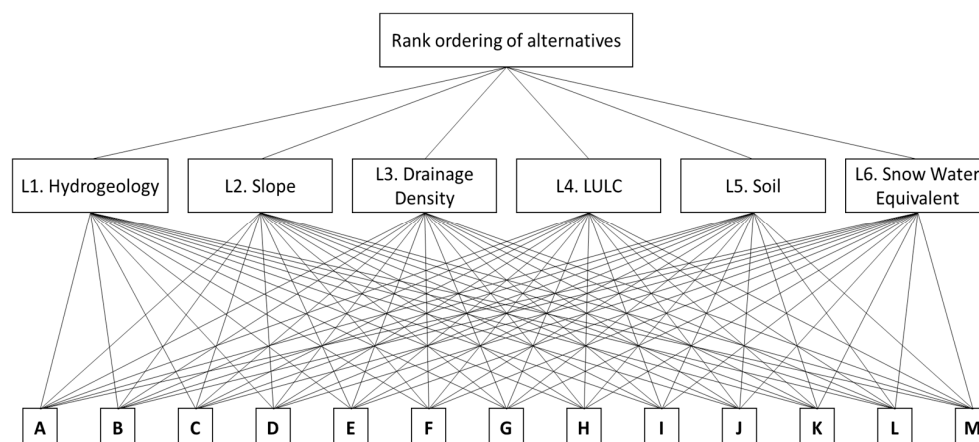 Rank ordering of alternatives
L1. Hydrogeology
L2. Slope
L3. Drainage
Density
L4. LULC
L5. Soil
L6. Snow Water
Equivalent
A
B
C
D
E
F
G
H
I
J
K
L
M